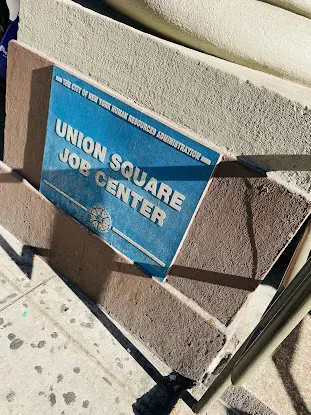 THE CITY OF NEW YORK HUMAN RESOURCES ADMINISTRATION
UNION SQUARE
JOB CENTER